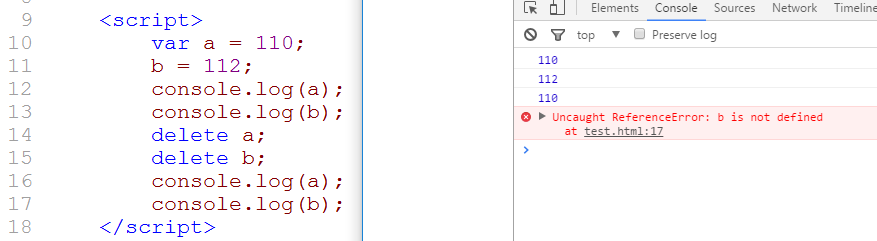 9 <script>
10 var a = 110;
11 b = 112;
12 console.log(a);
13 console.log(b);
14 delete a;
15 delete b;
16 console.log(a);
17 console.log(b);
18 </script>
Elements Console Sources Network Timeline
top ▼ Preserve log
110
112
110
Uncaught ReferenceError: b is not defined
at test.html:17